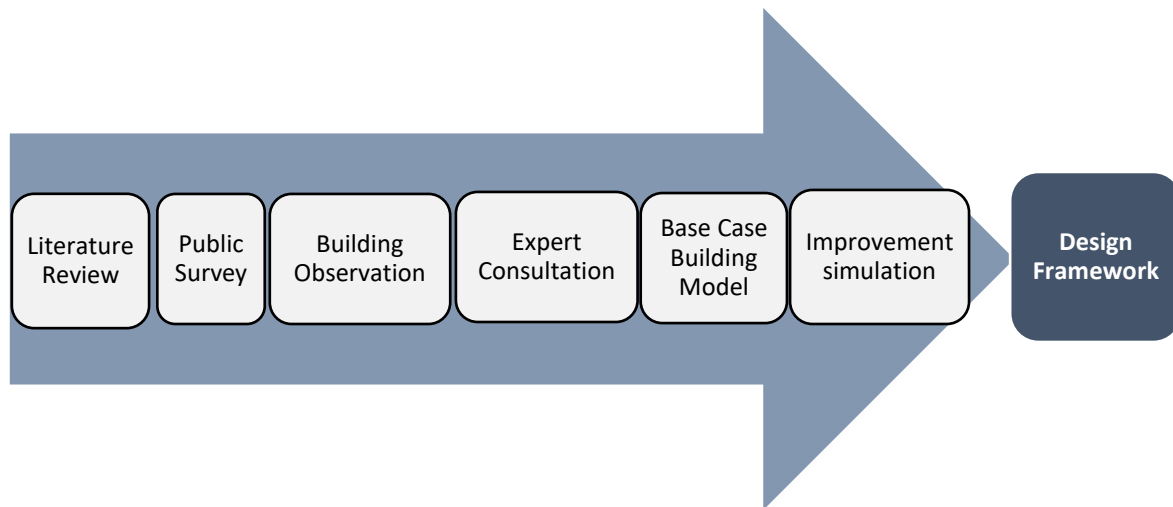 Literature
Review
Public
Survey
Building
Observation
Expert
Consultation
Base Case
Building
Model
Improvement
simulation
Design
Framework